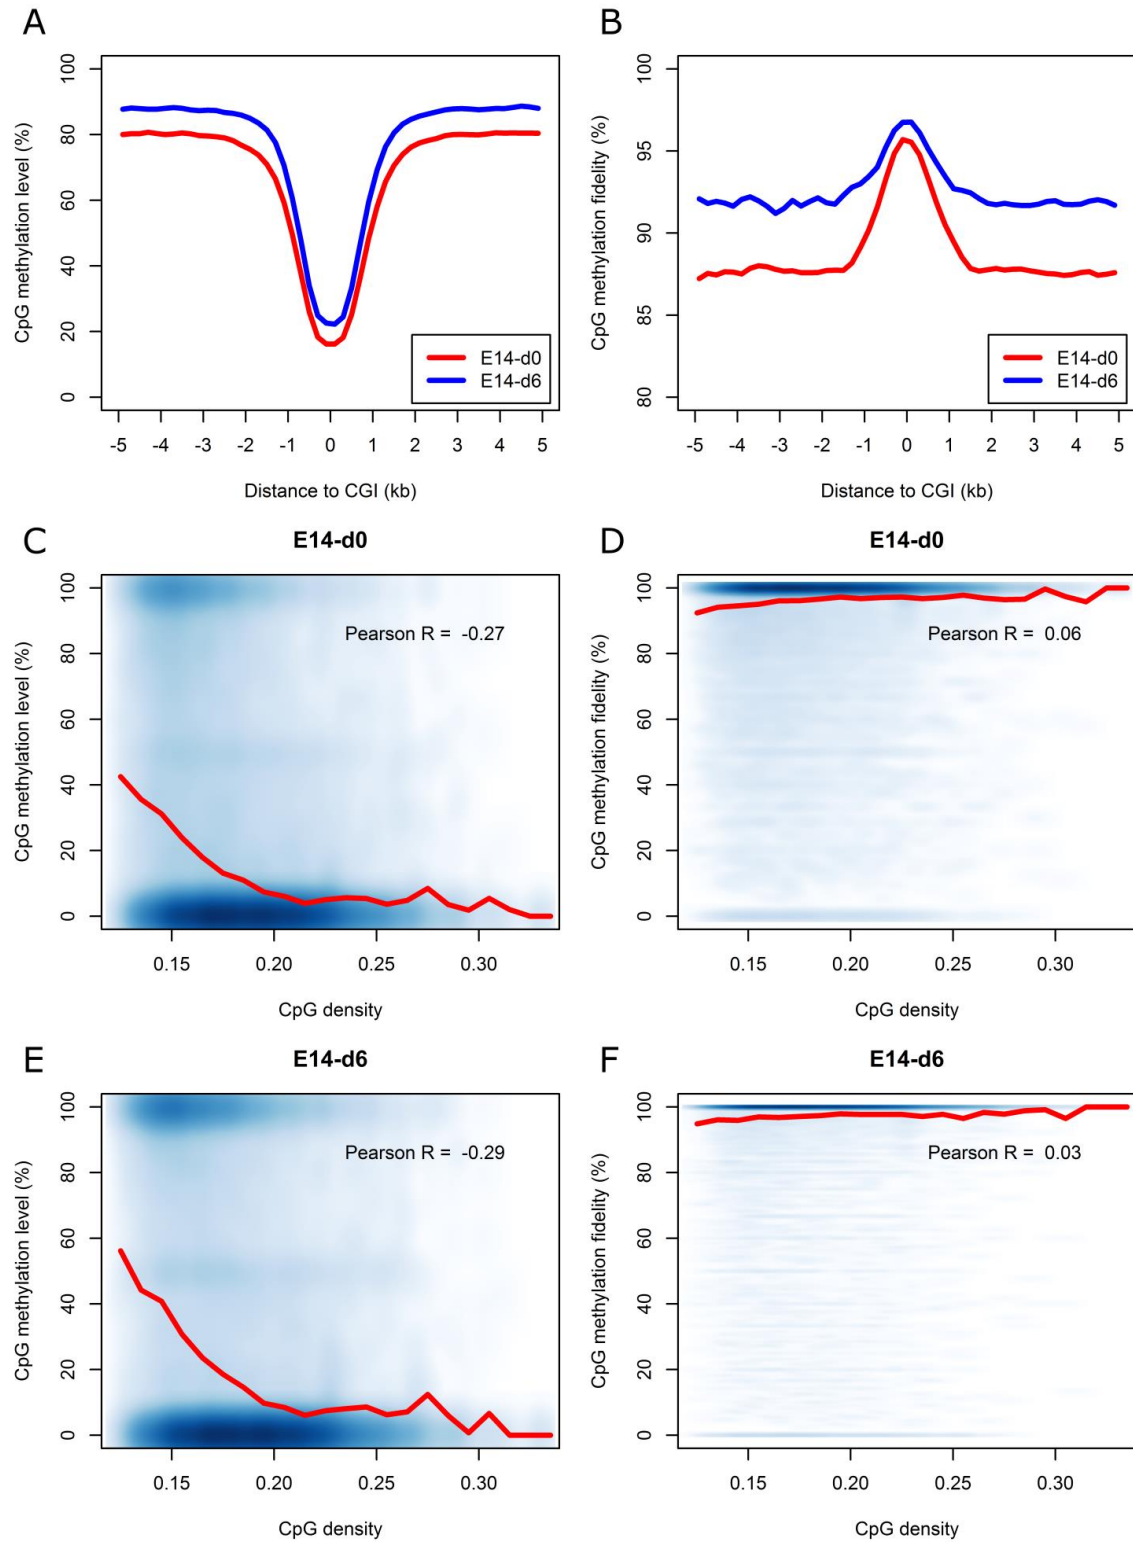 A
CpG methylation level (%)
100
80
60
40
20
0
E14-d0
E14-d6
-5 -4 -3 -2 -1 0 1 2 3 4 5
Distance to CGI (kb)
B
CpG methylation fidelity (%)
100
95
90
85
80
E14-d0
E14-d6
-5 -4 -3 -2 -1 0 1 2 3 4 5
Distance to CGI (kb)
C
E14-d0
CpG methylation level (%)
100
80
60
40
20
0
Pearson R = -0.27
0.15 0.20 0.25 0.30
CpG density
D
E14-d0
CpG methylation fidelity (%)
100
80
60
40
20
0
Pearson R = 0.06
0.15 0.20 0.25 0.30
CpG density
E
E14-d6
CpG methylation level (%)
100
80
60
40
20
0
Pearson R = -0.29
0.15 0.20 0.25 0.30
CpG density
F
E14-d6
CpG methylation fidelity (%)
100
80
60
40
20
0
Pearson R = 0.03
0.15 0.20 0.25 0.30
CpG density